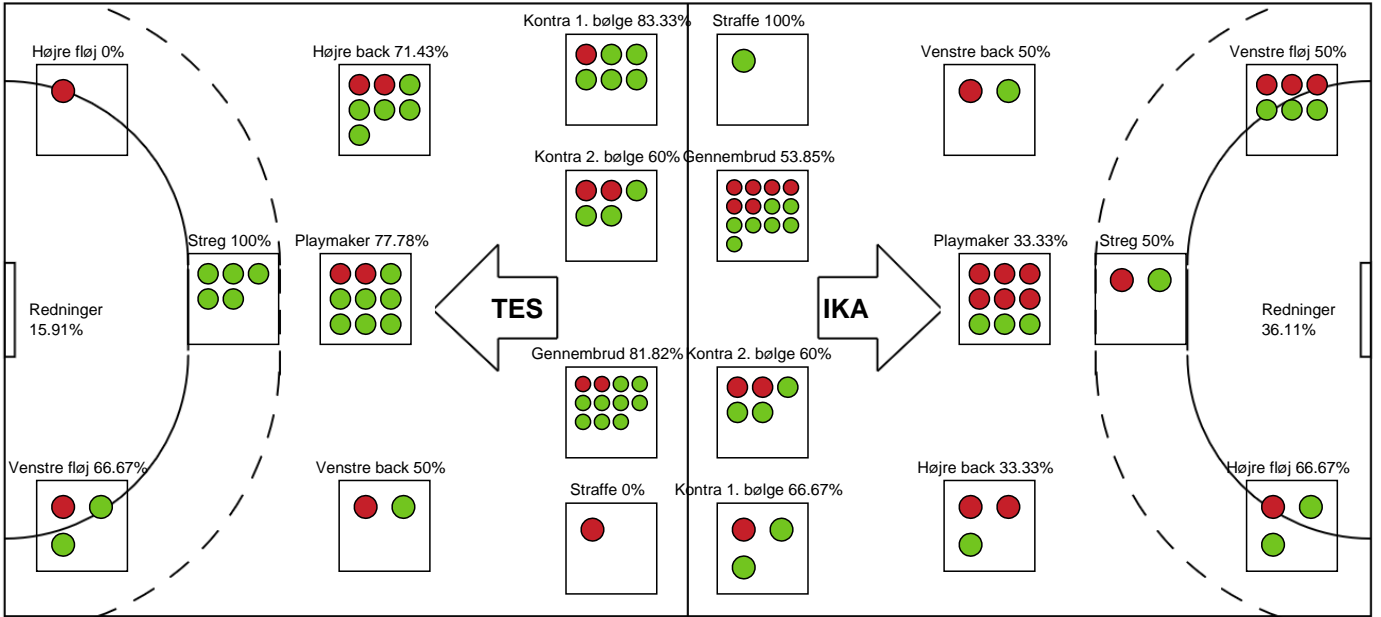 Kontra 1. bølge 83.33%
Straffe 100%
Højre fløj 0%
Højre back 71.43%
Venstre back 50%
Venstre fløj 50%
Kontra 2. bølge 60%
Gennembrud 53.85%
Streg 100%
Playmaker 77.78%
Playmaker 33.33%
Streg 50%
TES
IKA
Redninger
15.91%
Redninger
36.11%
Gennembrud 81.82%
Kontra 2. bølge 60%
Venstre fløj 66.67%
Venstre back 50%
Straffe 0%
Kontra 1. bølge 66.67%
Højre back 33.33%
Højre fløj 66.67%